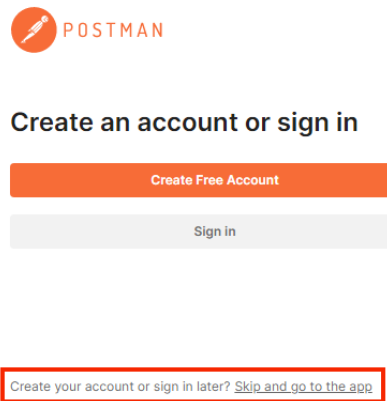 POSTMAN
Create an account or sign in
Create Free Account
Sign in
Create your account or sign in later? Skip and go to the app